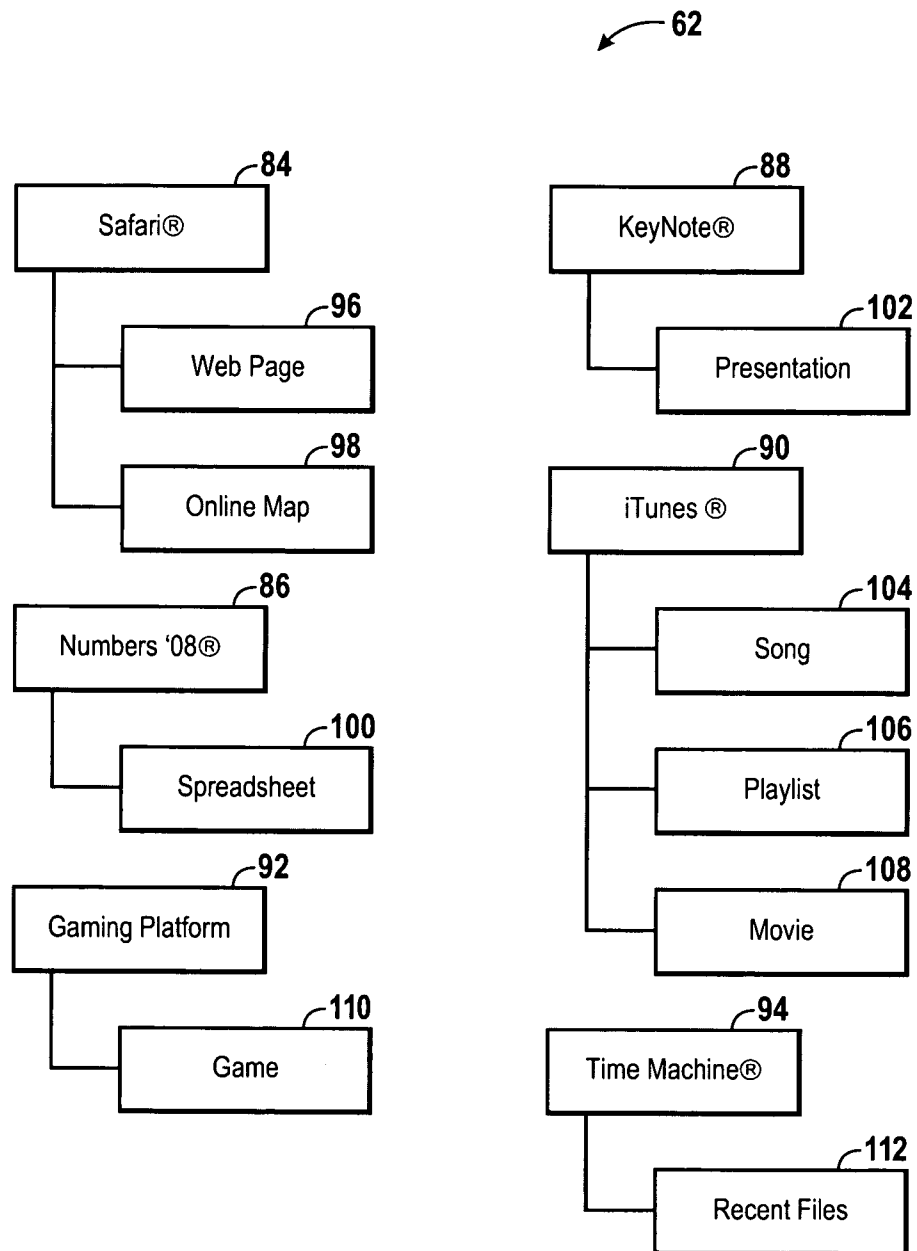 62
84
Safari®
96
Web Page
98
Online Map
86
Numbers '08®
100
Spreadsheet
92
Gaming Platform
110
Game
88
KeyNote®
102
Presentation
90
iTunes ®
104
Song
106
Playlist
108
Movie
94
Time Machine®
112
Recent Files